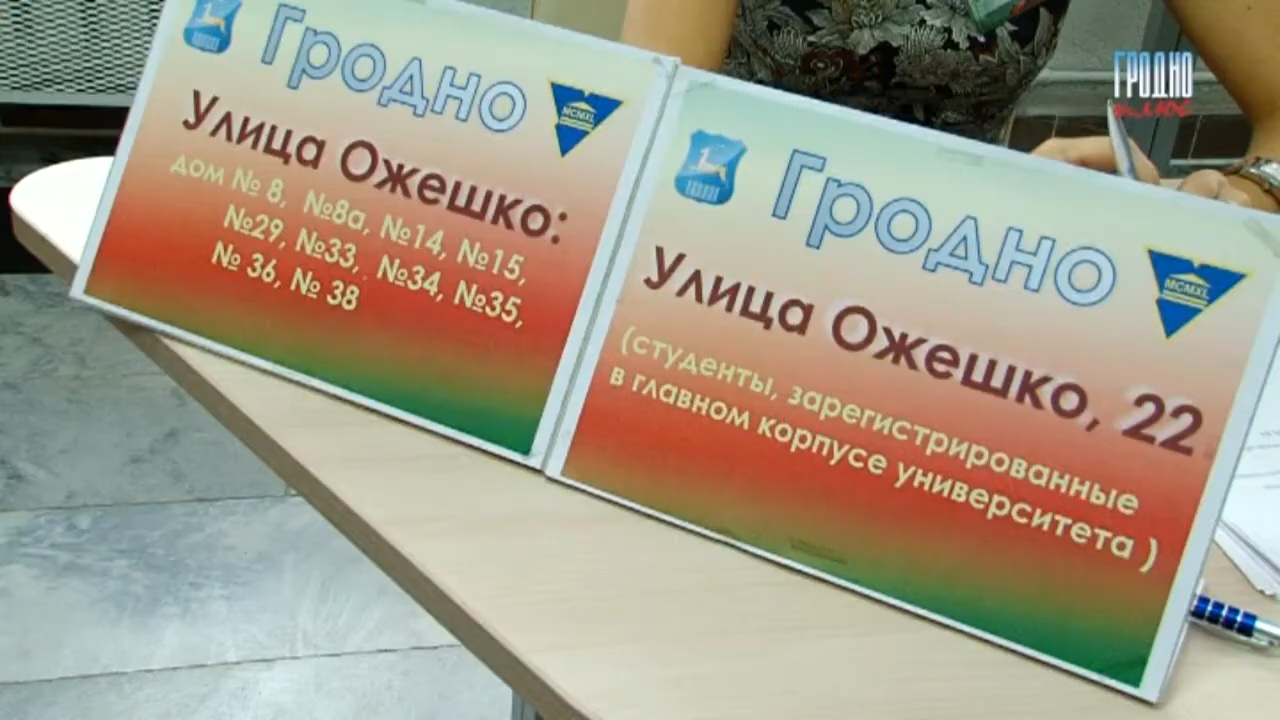 Гродно
MCMXL
Улица Ожешко:
дом № 8, №8а, №14, №15,
№29, №33, №34, №35,
№ 36, № 38
Гродно
MCMXL
Улица Ожешко, 22
(студенты, зарегистрированные
в главном корпусе университета )
ГРОДНО
плюс